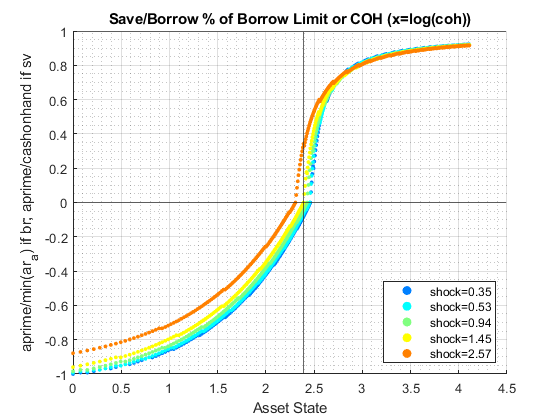 Save/Borrow % of Borrow Limit or COH (x=log(coh))
aprime/min(ar_a) if br; aprime/cashonhand if sv
1
0.8
0.6
0.4
0.2
0
-0.2
-0.4
-0.6
-0.8
-1
shock=0.35
shock=0.53
shock=0.94
shock=1.45
shock=2.57
0 0.5 1 1.5 2 2.5 3 3.5 4 4.5
Asset State